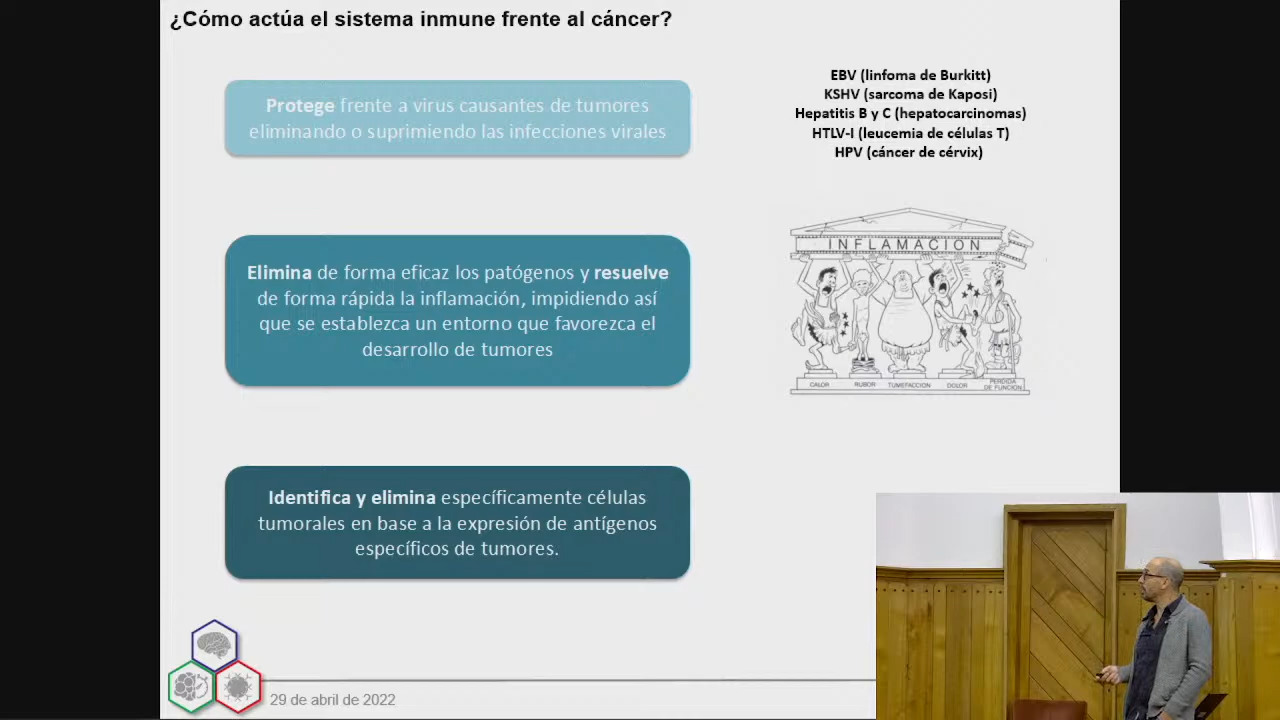 ¿Cómo actúa el sistema inmune frente al cáncer?
Protege frente a virus causantes de tumores
eliminando o suprimiendo las infecciones virales
EBV (linfoma de Burkitt)
KSHV (sarcoma de Kaposi)
Hepatitis B y C (hepatocarcinomas)
HTLV-I (leucemia de células T)
HPV (cáncer de cérvix)
Elimina de forma eficaz los patógenos y resuelve
de forma rápida la inflamación, impidiendo así
que se establezca un entorno que favorezca el
desarrollo de tumores
INFLAMACION
CALOR
RUBOR
TUMEFACCION
DOLOR
PERDIDA
DE FUNCION
Identifica y elimina específicamente células
tumorales en base a la expresión de antígenos
específicos de tumores.
29 de abril de 2022